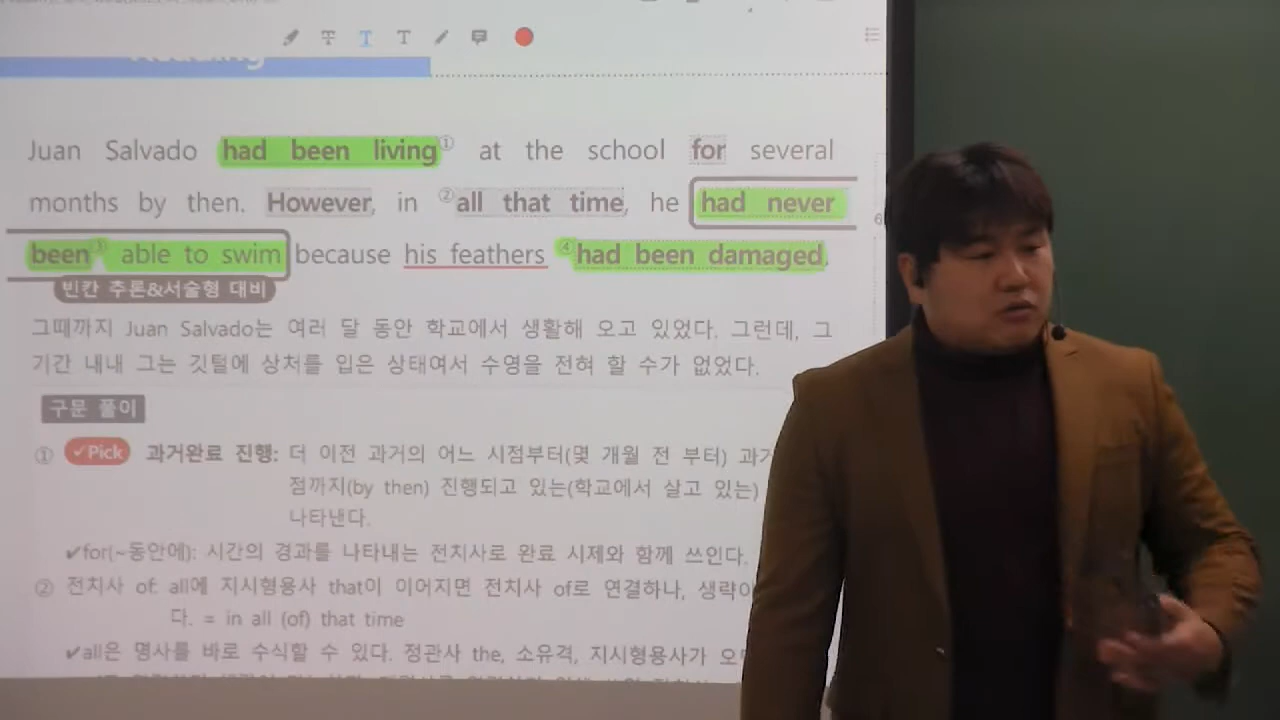 Reading
Juan Salvado had been living① at the school for several
months by then. However, in ②all that time, he had never
been③ able to swim because his feathers ④had been damaged.
6
빈칸 추론&서술형 대비
그때까지 Juan Salvado는 여러 달 동안 학교에서 생활해 오고 있었다. 그런데, 그
기간 내내 그는 깃털에 상처를 입은 상태여서 수영을 전혀 할 수가 없었다.
구문 풀이
① ✓Pick 과거완료 진행: 더 이전 과거의 어느 시점부터(몇 개월 전 부터) 과거
점까지(by then) 진행되고 있는(학교에서 살고 있는)
나타낸다.
✔for(~동안에): 시간의 경과를 나타내는 전치사로 완료 시제와 함께 쓰인다.
② 전치사 of: all에 지시형용사 that이 이어지면 전치사 of로 연결하나, 생략이
다. = in all (of) that time
✔all은 명사를 바로 수식할 수 있다. 정관사 the, 소유격, 지시형용사가